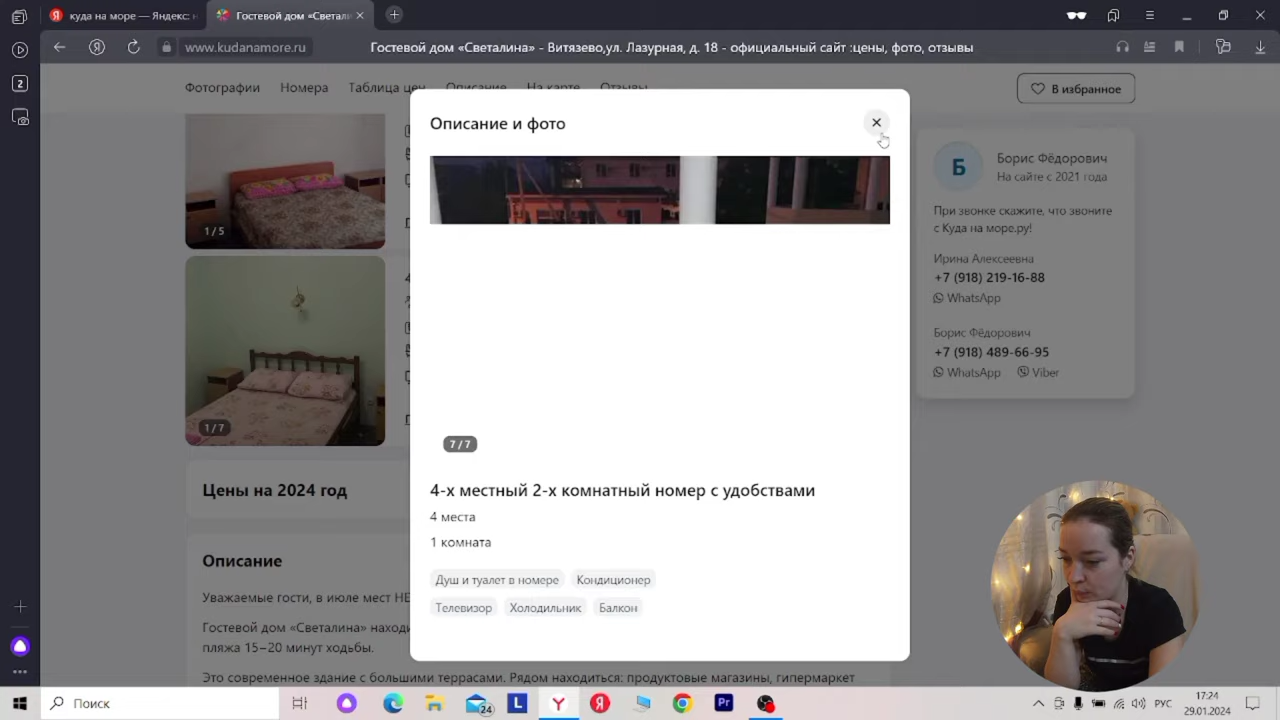 куда на море — Яндекс: н
Гостевой дом «Светали
www.kudanamore.ru
Гостевой дом «Светалина» - Витязево,ул. Лазурная, д. 18 - официальный сайт :цены, фото, отзывы
2
Фотографии Номера Таблица цен Описание На карте Отзывы
В избранное
Описание и фото
1 / 5
1 / 7
7 / 7
4-х местный 2-х комнатный номер с удобствами
4 места
1 комната
Душ и туалет в номере Кондиционер
Телевизор Холодильник Балкон
Цены на 2024 год
Описание
Уважаемые гости, в июле мест НЕ
Гостевой дом «Светалина» находи
пляжа 15–20 минут ходьбы.
Это современное здание с большими террасами. Рядом находиться: продуктовые магазины, гипермаркет
Б
Борис Фёдорович
На сайте с 2021 года
При звонке скажите, что звоните
с Куда на море.ру!
Ирина Алексеевна
+7 (918) 219-16-88
WhatsApp
Борис Фёдорович
+7 (918) 489-66-95
WhatsApp Viber
Поиск
24
L
Я
Pr
РУС
17:24
29.01.2024